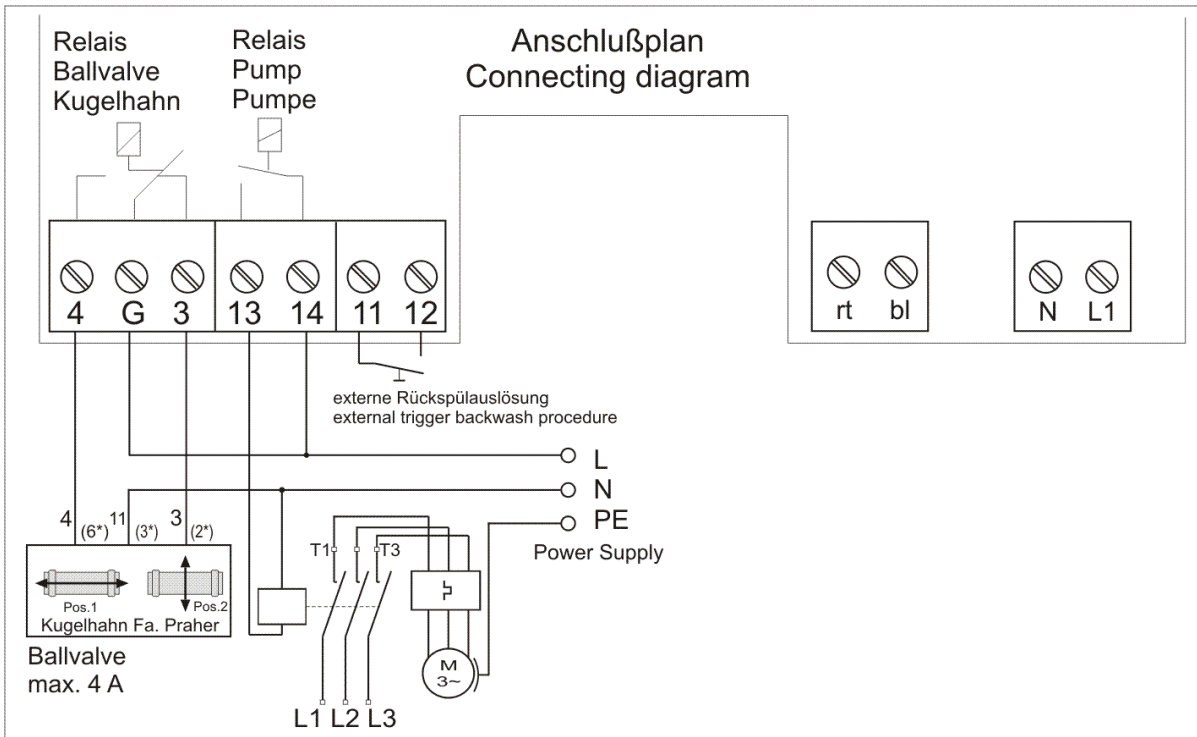 Anschlußplan
Connecting diagram
Relais
Ballvalve
Kugelhahn
Relais
Pump
Pumpe
4 G 3 13 14 11 12
rt bl
N L1
externe Rückspülauslösung
external trigger backwash procedure
L
N
PE
Power Supply
4 (6*) 11 (3*) 3 (2*)
Pos.1 Pos.2
Kugelhahn Fa. Praher
Ballvalve
max. 4 A
T1 T3
M
3~
L1 L2 L3